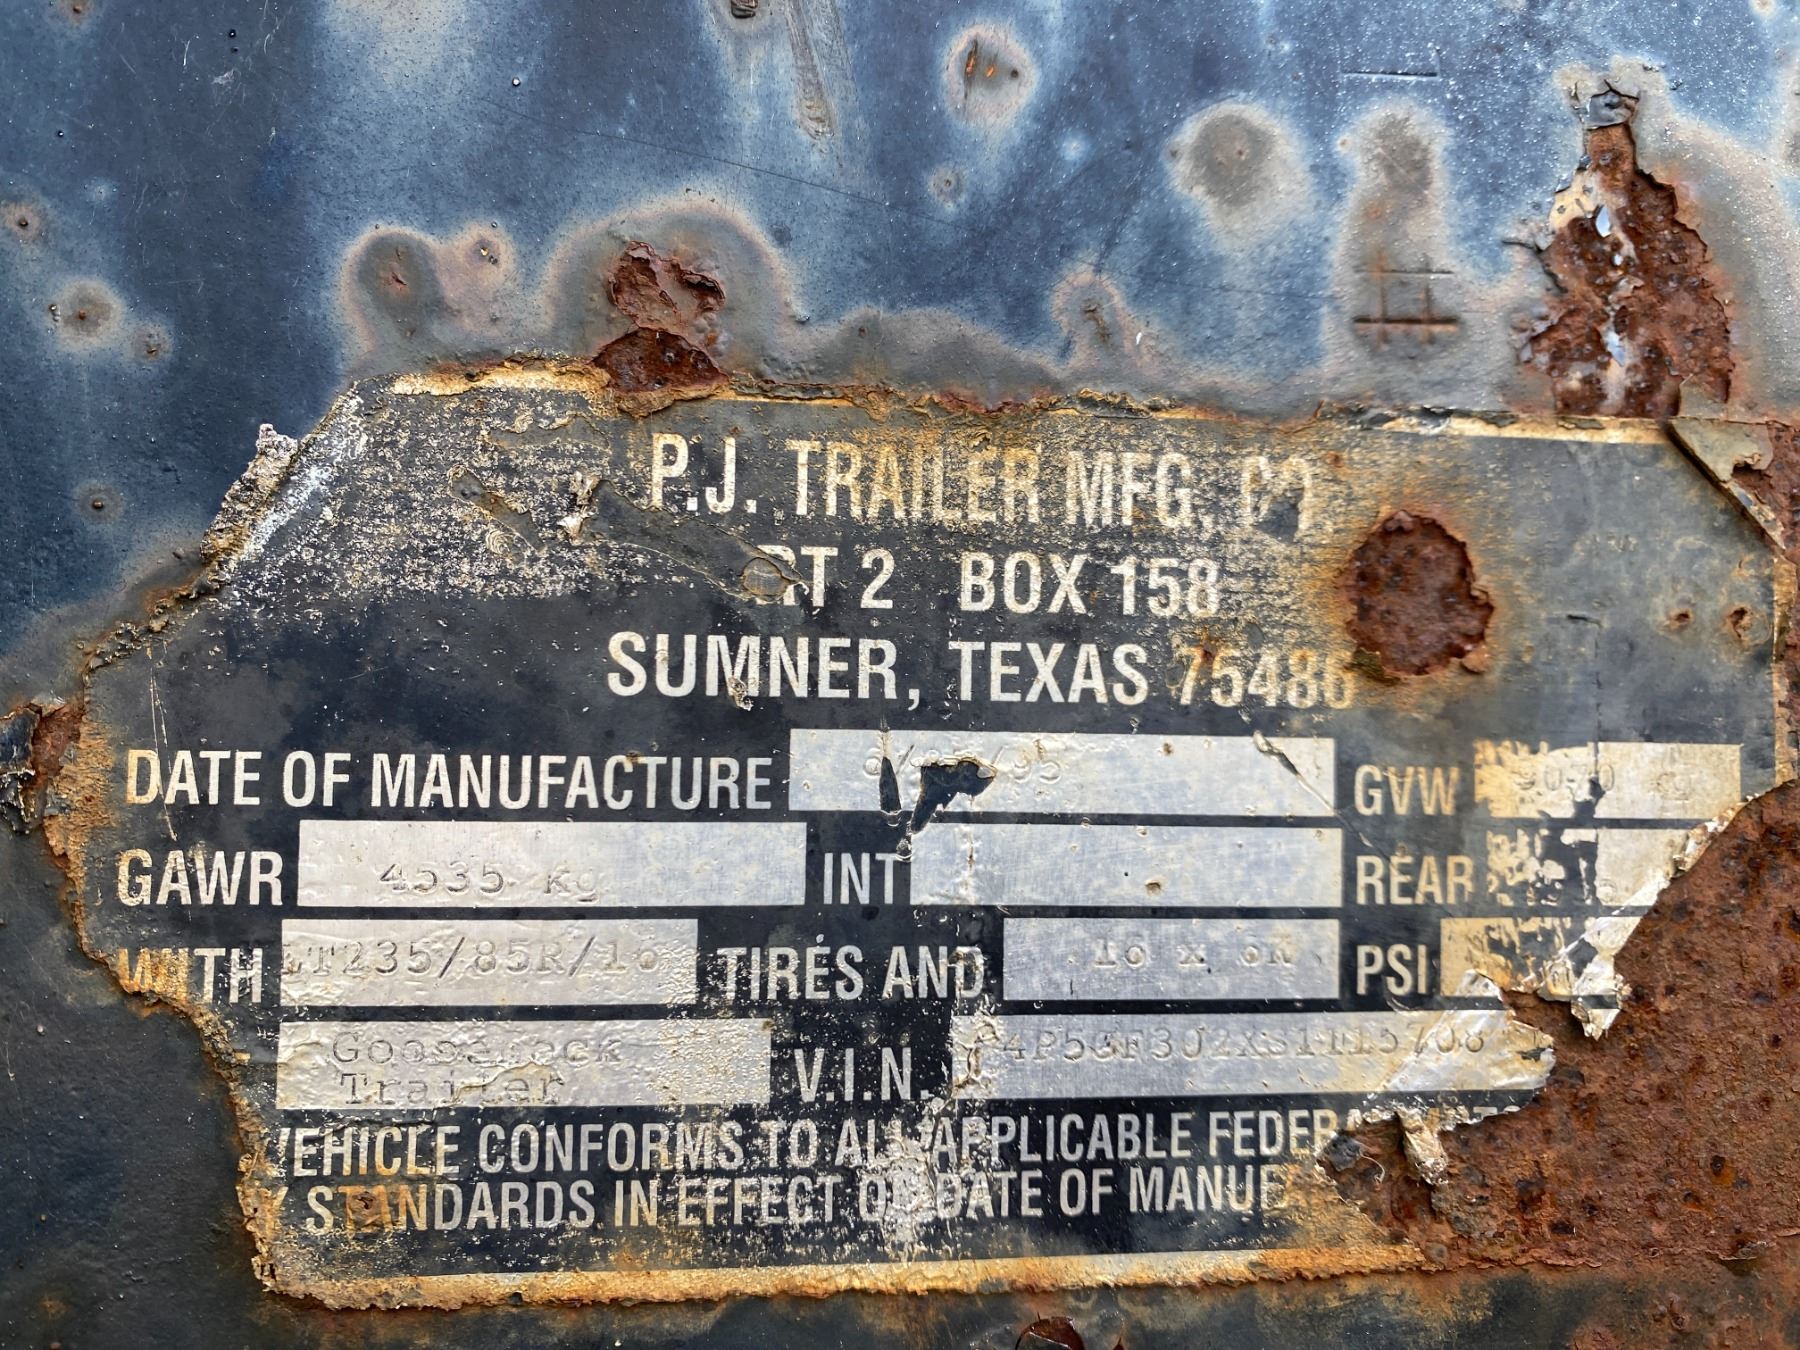 P.J. TRAILER MFG. CO.
RT 2 BOX 158
SUMNER, TEXAS 75486
DATE OF MANUFACTURE GVW
GAWR 4535 kg INT REAR
WITH LT235/85R/16 TIRES AND 16 x 6K PSI
Gooseneck
Trailer V.I.N.
VEHICLE CONFORMS TO ALL APPLICABLE FEDERAL
STANDARDS IN EFFECT ON DATE OF